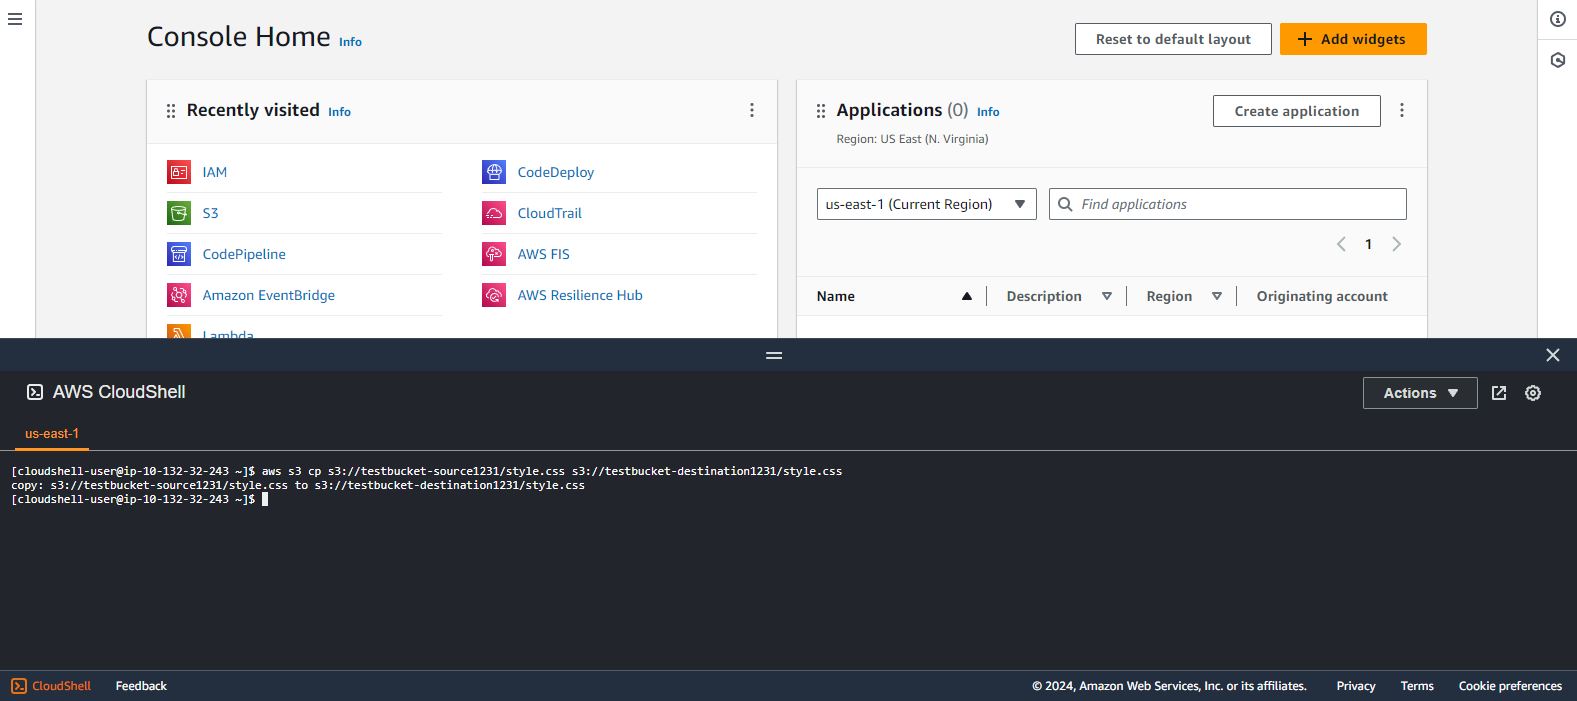 Console Home Info
Reset to default layout
Add widgets
Recently visited Info
IAM
S3
CodePipeline
Amazon EventBridge
Lambda
CodeDeploy
CloudTrail
AWS FIS
AWS Resilience Hub
Applications (0) Info
Create application
Region: US East (N. Virginia)
us-east-1 (Current Region)
Find applications
1
Name Description Region Originating account
AWS CloudShell
Actions
us-east-1
[cloudshell-user@ip-10-132-32-243 ~]$ aws s3 cp s3://testbucket-source1231/style.css s3://testbucket-destination1231/style.css
copy: s3://testbucket-source1231/style.css to s3://testbucket-destination1231/style.css
[cloudshell-user@ip-10-132-32-243 ~]$
CloudShell Feedback © 2024, Amazon Web Services, Inc. or its affiliates. Privacy Terms Cookie preferences